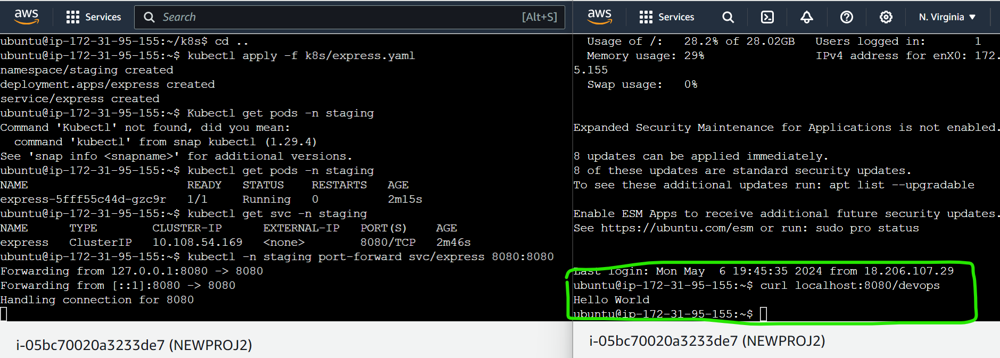 aws
Services
Search
[Alt+S]
ubuntu@ip-172-31-95-155:~/k8s$ cd ..
ubuntu@ip-172-31-95-155:~$ kubectl apply -f k8s/express.yaml
namespace/staging created
deployment.apps/express created
service/express created
ubuntu@ip-172-31-95-155:~$ Kubectl get pods -n staging
Command 'Kubectl' not found, did you mean:
  command 'kubectl' from snap kubectl (1.29.4)
See 'snap info <snapname>' for additional versions.
ubuntu@ip-172-31-95-155:~$ kubectl get pods -n staging
NAME                       READY   STATUS    RESTARTS   AGE
express-5fff55c44d-gzc9r   1/1     Running   0          2m15s
ubuntu@ip-172-31-95-155:~$ kubectl get svc -n staging
NAME      TYPE        CLUSTER-IP      EXTERNAL-IP   PORT(S)    AGE
express   ClusterIP   10.108.54.169   <none>        8080/TCP   2m46s
ubuntu@ip-172-31-95-155:~$ kubectl -n staging port-forward svc/express 8080:8080
Forwarding from 127.0.0.1:8080 -> 8080
Forwarding from [::1]:8080 -> 8080
Handling connection for 8080
i-05bc70020a3233de7 (NEWPROJ2)
aws
Services
N. Virginia
  Usage of /:   28.2% of 28.02GB   Users logged in:       1
  Memory usage: 29%                IPv4 address for enX0: 172.
5.155
  Swap usage:   0%
Expanded Security Maintenance for Applications is not enabled.
8 updates can be applied immediately.
8 of these updates are standard security updates.
To see these additional updates run: apt list --upgradable
Enable ESM Apps to receive additional future security updates.
See https://ubuntu.com/esm or run: sudo pro status
Last login: Mon May  6 19:45:35 2024 from 18.206.107.29
ubuntu@ip-172-31-95-155:~$ curl localhost:8080/devops
Hello World
ubuntu@ip-172-31-95-155:~$
i-05bc70020a3233de7 (NEWPROJ2)